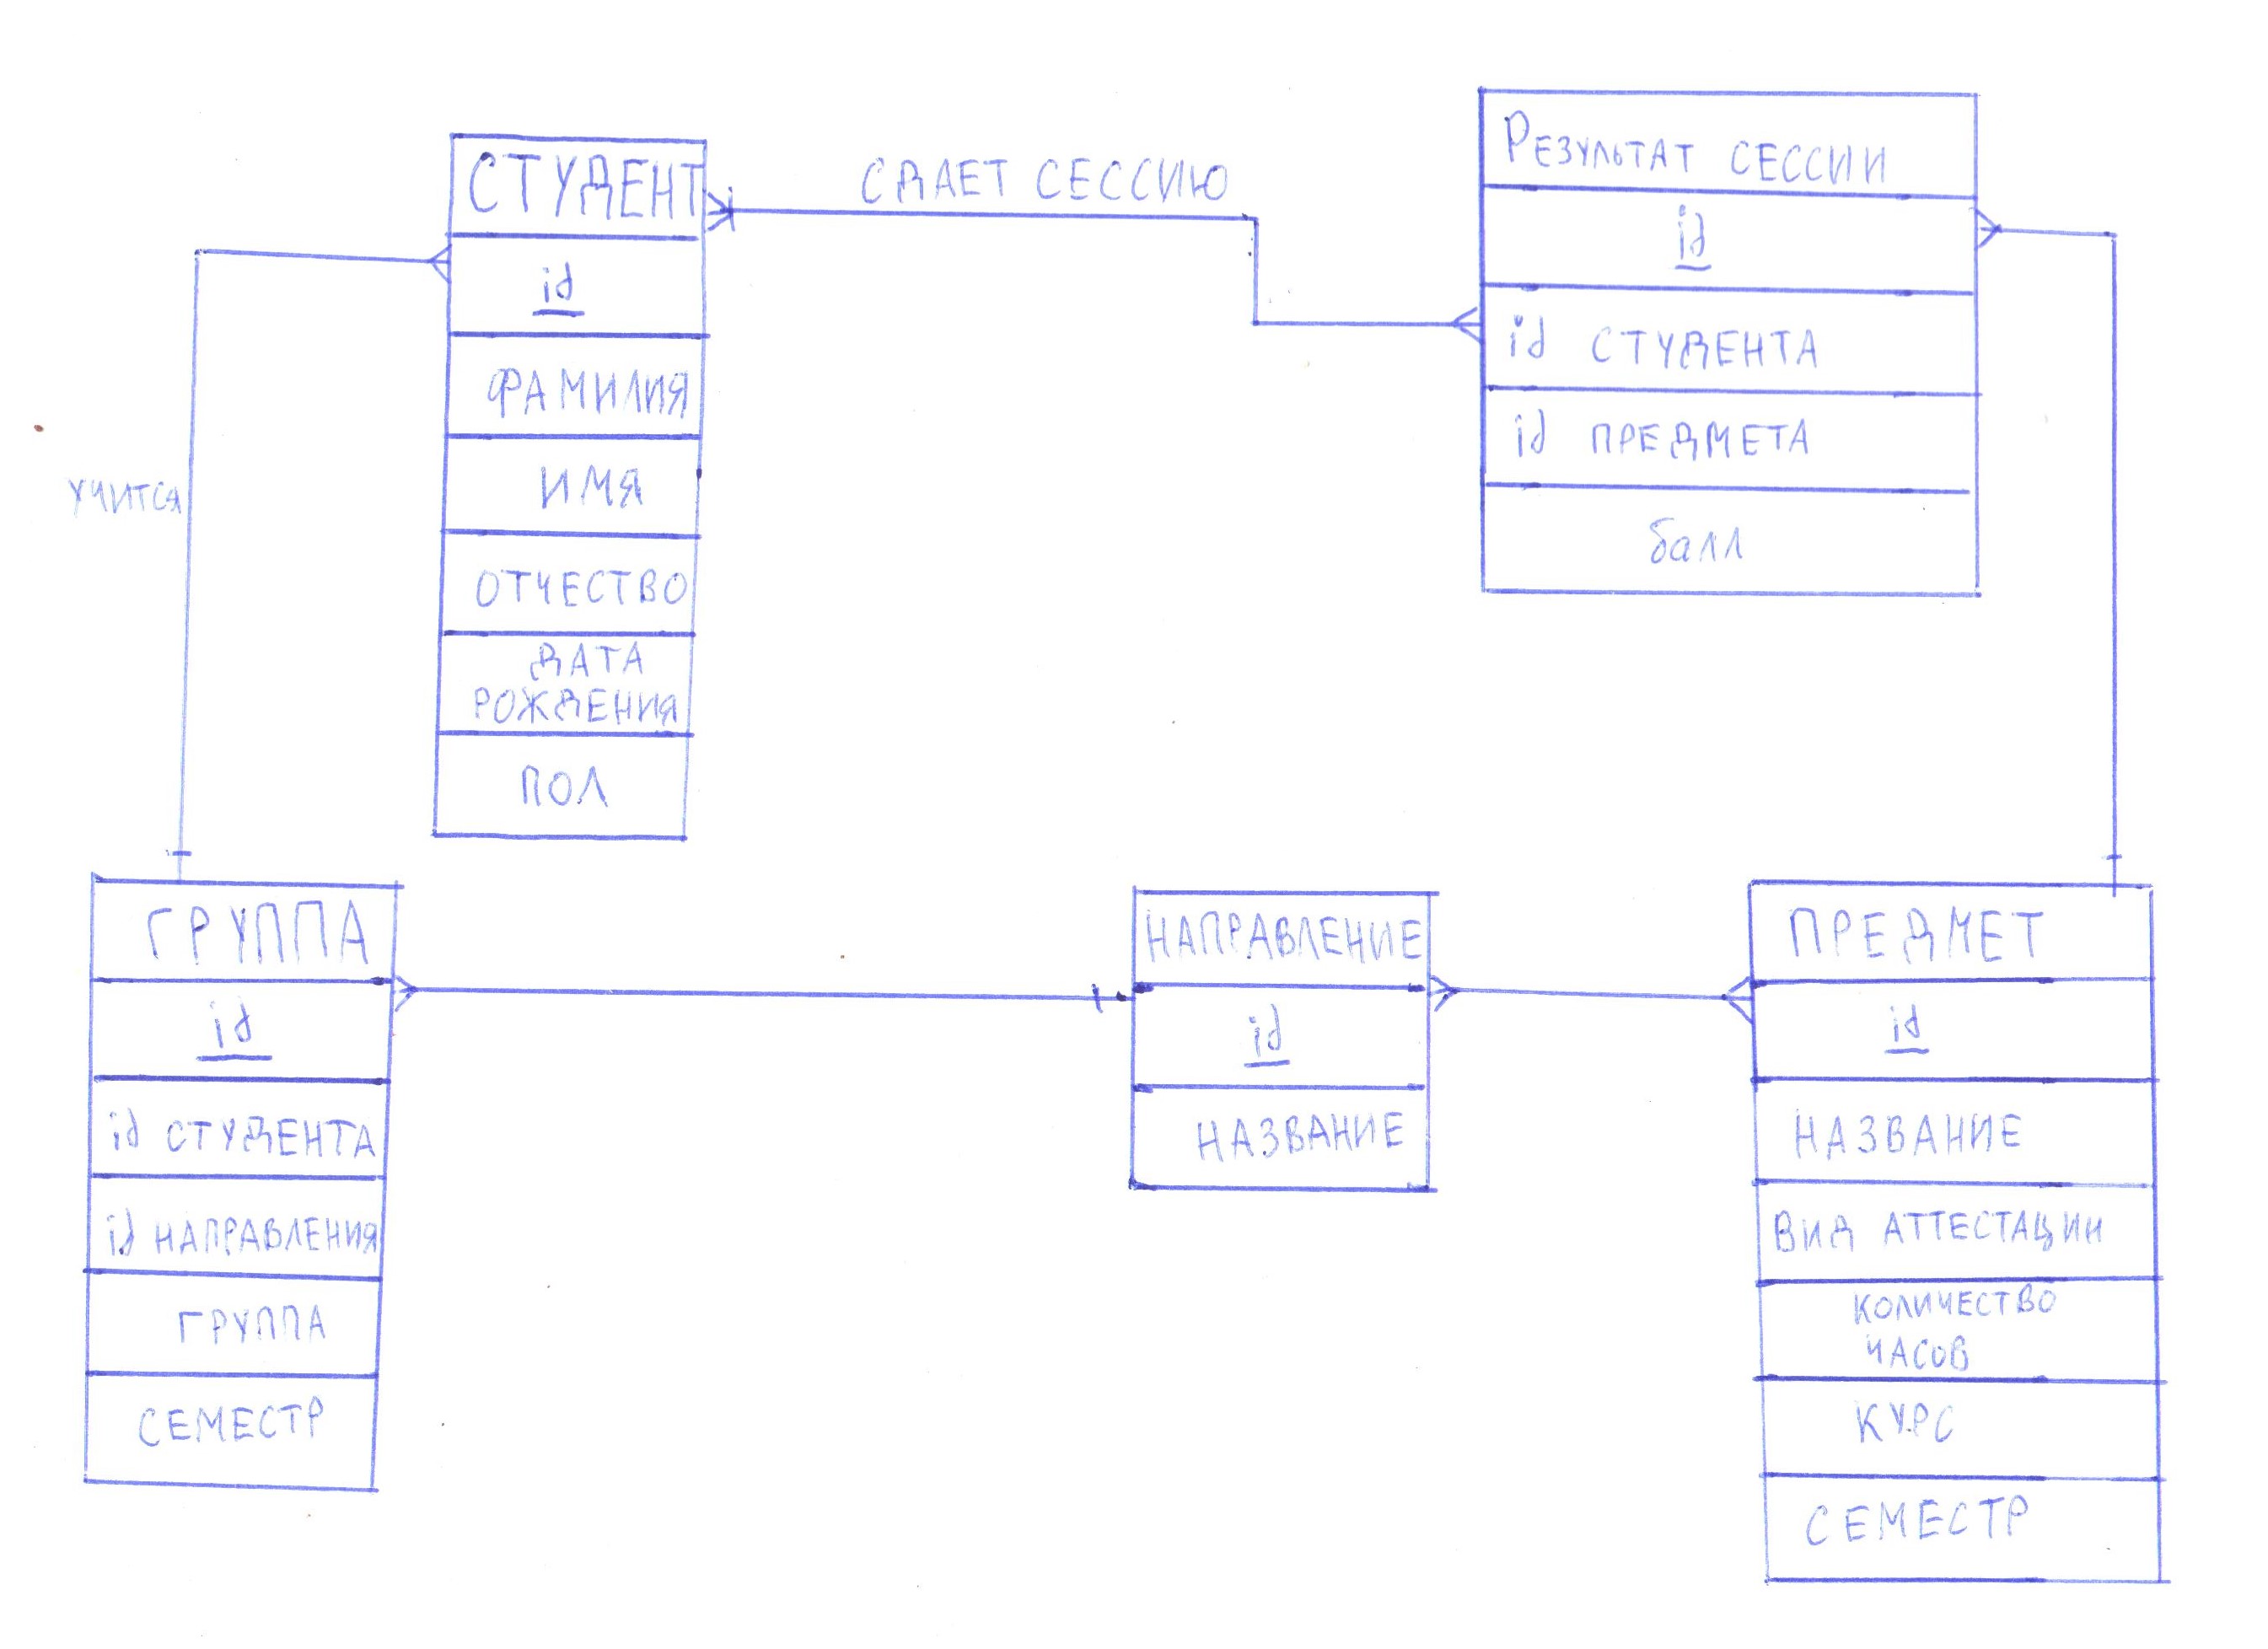 СТУДЕНТ
id
ФАМИЛИЯ
ИМЯ
ОТЧЕСТВО
ДАТА
РОЖДЕНИЯ
ПОЛ
СДАЕТ СЕССИЮ
РЕЗУЛЬТАТ СЕССИИ
id
id СТУДЕНТА
id ПРЕДМЕТА
балл
УЧИТСЯ
ГРУППА
id
id СТУДЕНТА
id НАПРАВЛЕНИЯ
ГРУППА
СЕМЕСТР
НАПРАВЛЕНИЕ
id
НАЗВАНИЕ
ПРЕДМЕТ
id
НАЗВАНИЕ
ВИД АТТЕСТАЦИИ
КОЛИЧЕСТВО
ЧАСОВ
КУРС
СЕМЕСТР